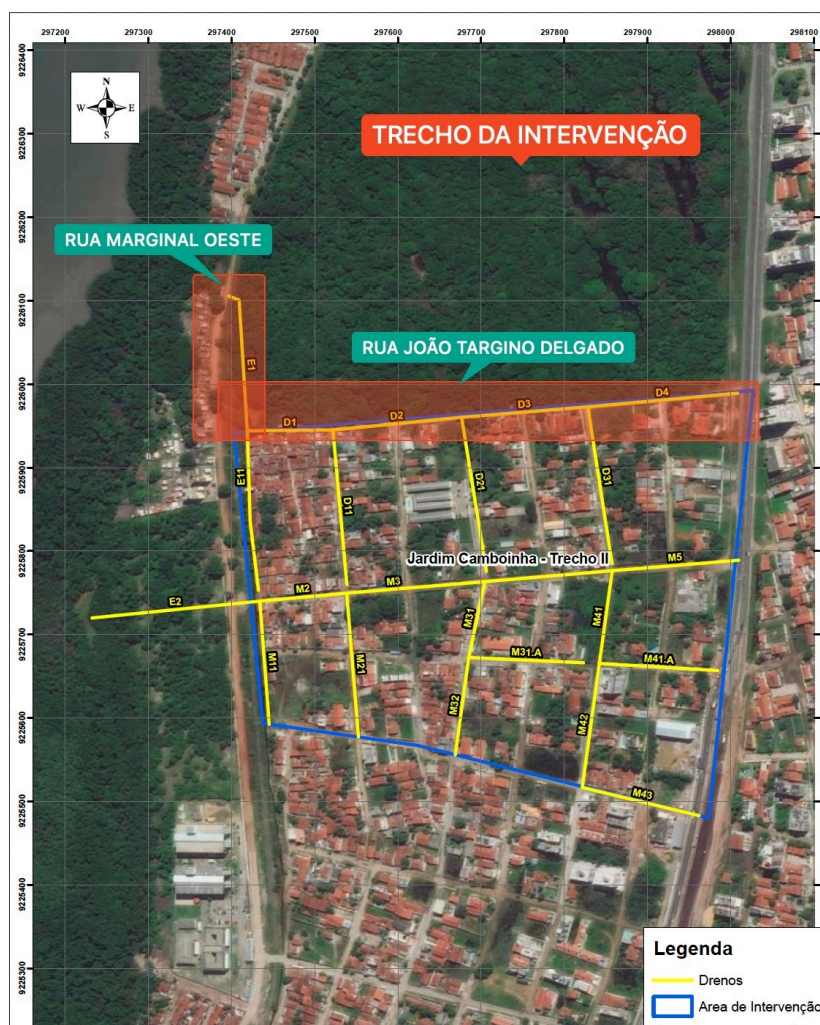 297200 297300 297400 297500 297600 297700 297800 297900 298000 298100
9226400
9226300
9226200
9226100
9226000
9225900
9225800
9225700
9225600
9225500
9225400
9225300
N
W E
S
TRECHO DA INTERVENÇÃO
RUA MARGINAL OESTE
RUA JOÃO TARGINO DELGADO
E1
D1
D2
D3
D4
E11
D11
D21
D31
Jardim Camboinha - Trecho II
E2
M2
M3
M5
M11
M21
M31
M41
M31.A
M41.A
M32
M42
M43
Legenda
Drenos
Area de Intervenção